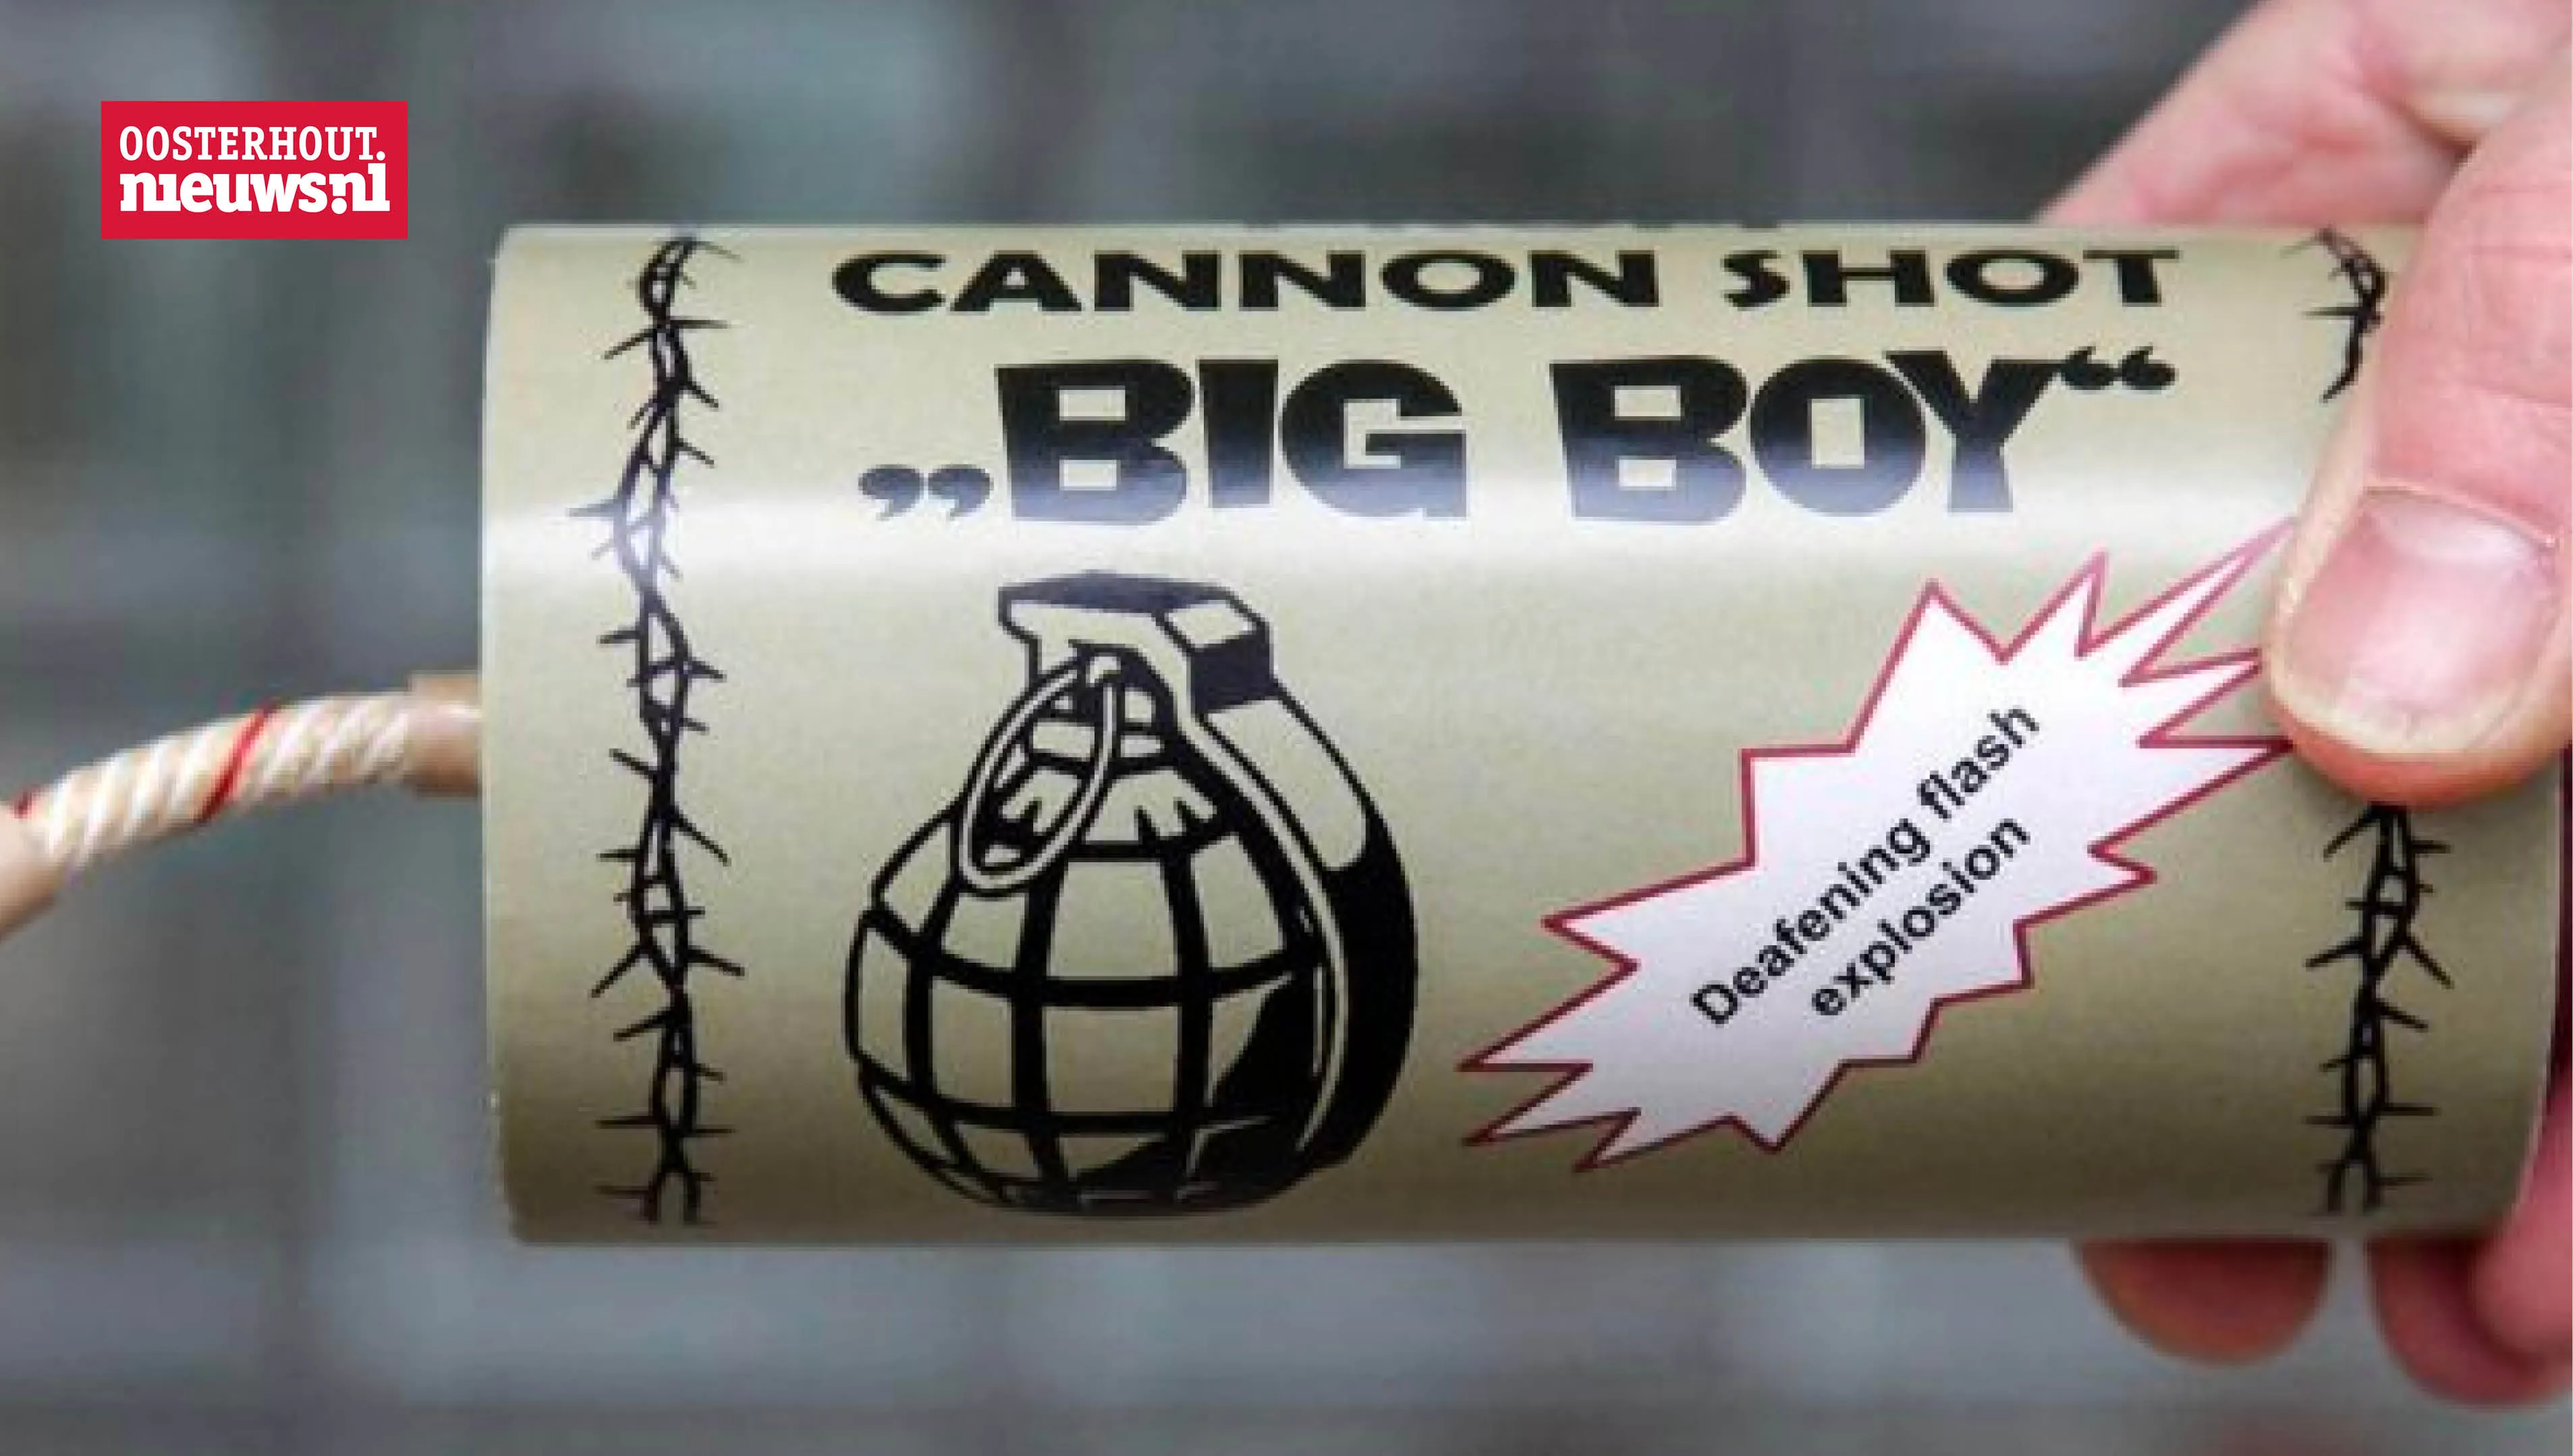 OOSTERHOUT.
nieuws.nl
CANNON SHOT
„BIG BOY“
Deafening flash
explosion